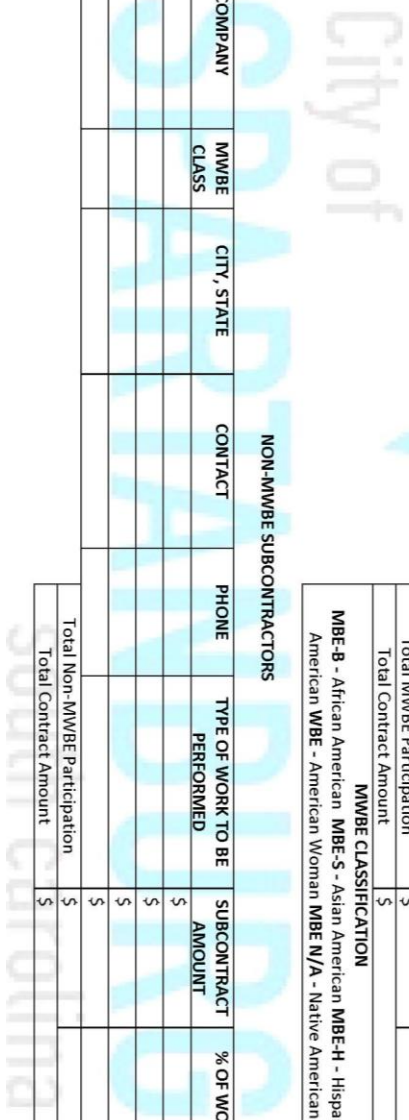 City of
SPARTANBURG
South Carolina
Total MWBE Participation $
Total Contract Amount $
MWBE CLASSIFICATION
MBE-B - African American MBE-S - Asian American MBE-H -
American WBE - American Woman MBE N/A - Native American
NON-MWBE SUBCONTRACTORS
COMPANY MWBE CLASS CITY, STATE CONTACT PHONE TYPE OF WORK TO BE PERFORMED SUBCONTRACT AMOUNT % OF
$
$
$
$
Total Non-MWBE Participation $
Total Contract Amount $